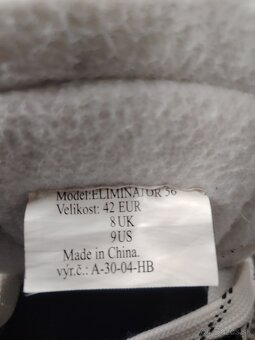 Model:ELIMINATOR 56
Velikost: 42 EUR
8UK
9US
Made in China.
výr.č.: A-30-04-HB